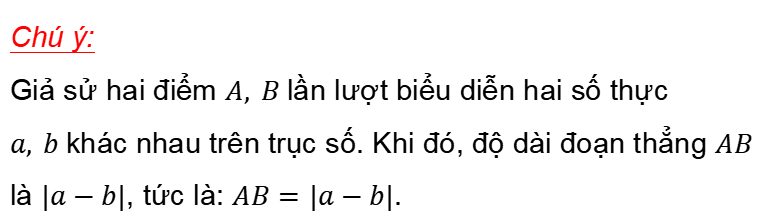 Chú ý:
Giả sử hai điểm 𝐴, 𝐵 lần lượt biểu diễn hai số thực
𝑎, 𝑏 khác nhau trên trục số. Khi đó, độ dài đoạn thẳng 𝐴𝐵
là |𝑎 − 𝑏|, tức là: 𝐴𝐵 = |𝑎 − 𝑏|.